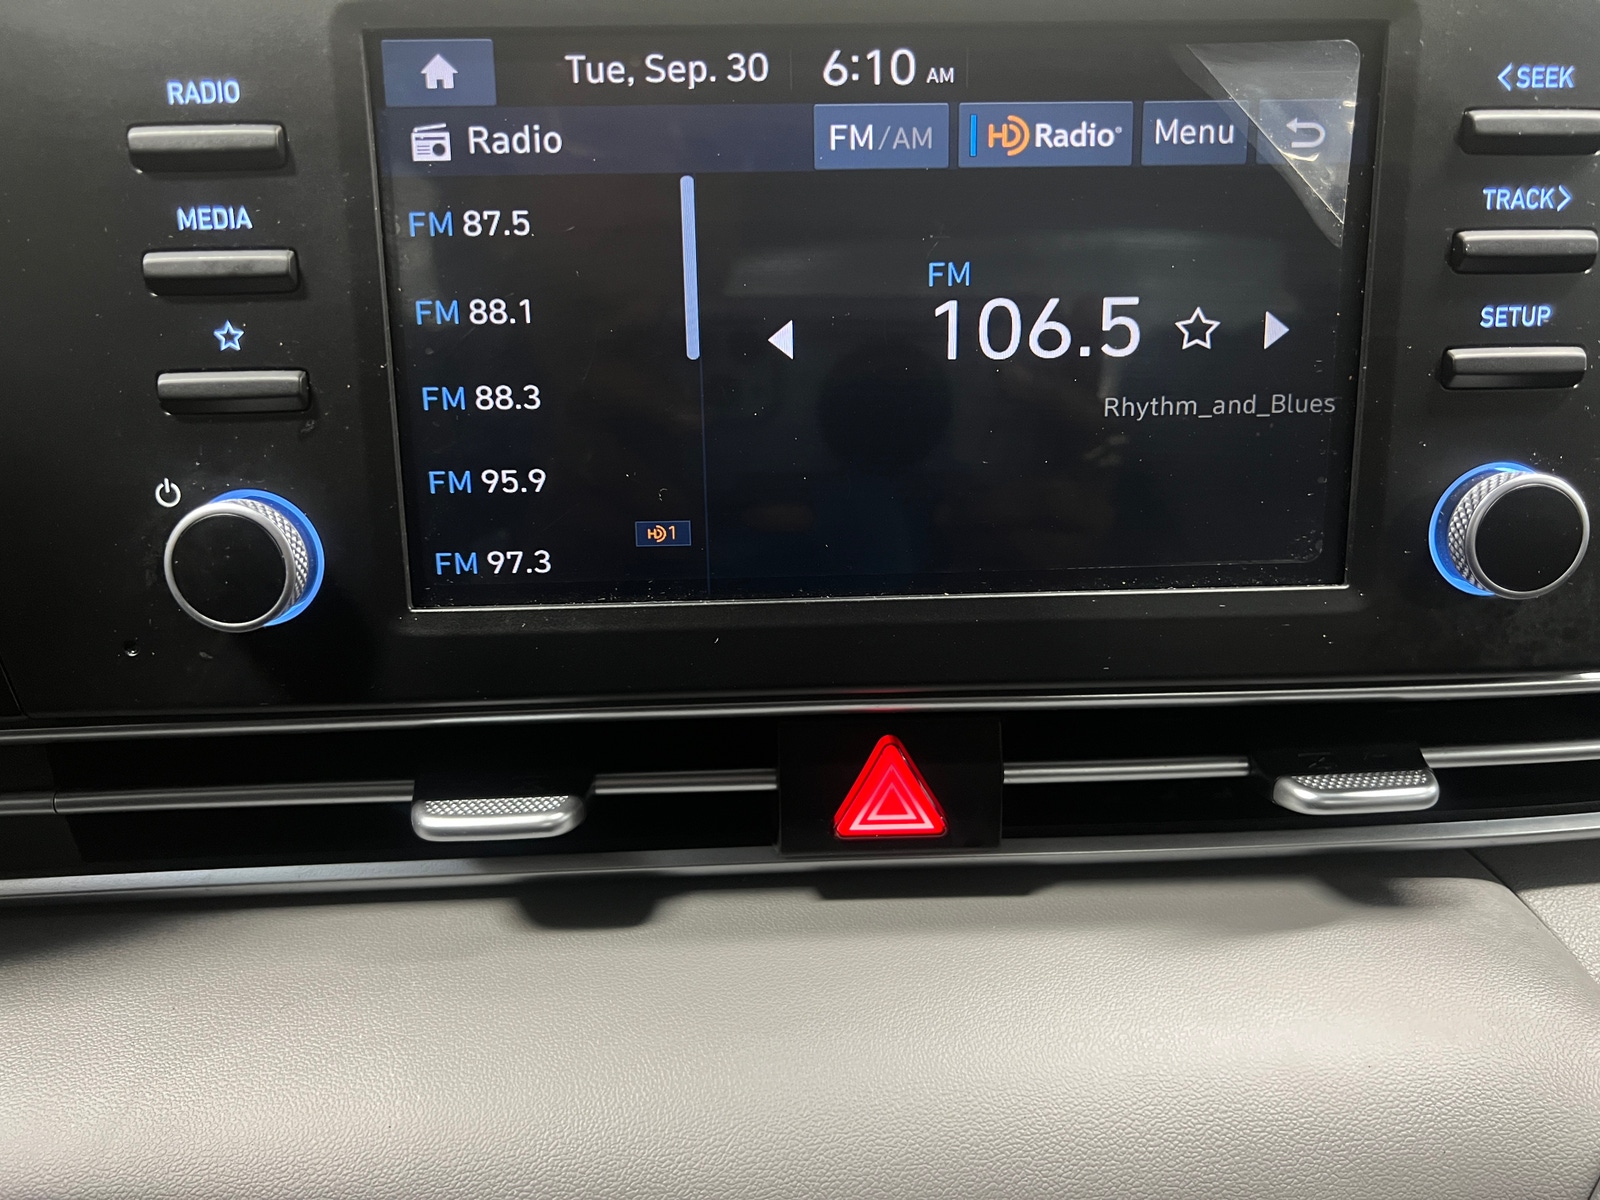 RADIO
MEDIA
Tue, Sep. 30
6:10 AM
Radio
FM/AM
HD Radio®
Menu
FM 87.5
FM 88.1
FM 88.3
FM 95.9
HD1
FM 97.3
FM
106.5
Rhythm_and_Blues
<SEEK
TRACK>
SETUP